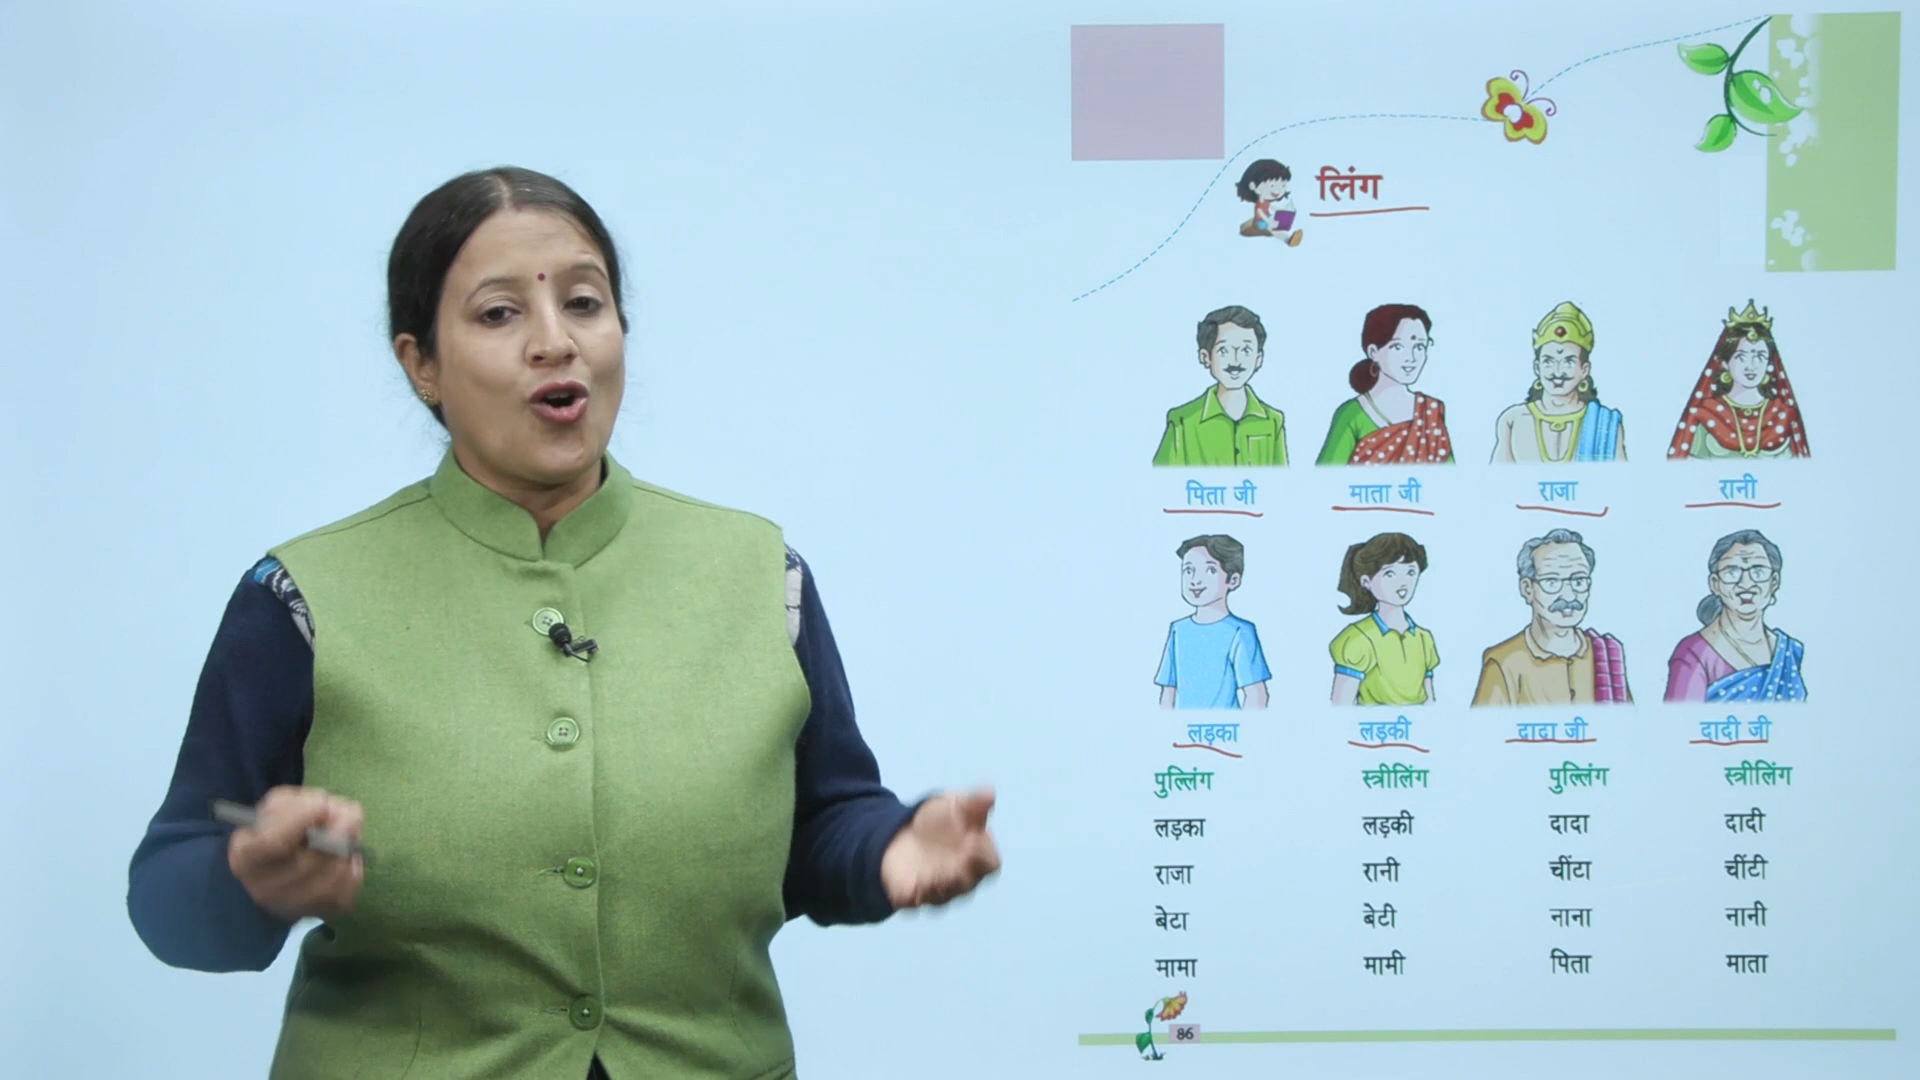 लिंग
पिता जी माता जी राजा रानी
लड़का लड़की दादा जी दादी जी
पुल्लिंग स्त्रीलिंग पुल्लिंग स्त्रीलिंग
लड़का लड़की दादा दादी
राजा रानी चींटा चींटी
बेटा बेटी नाना नानी
मामा मामी पिता माता
86